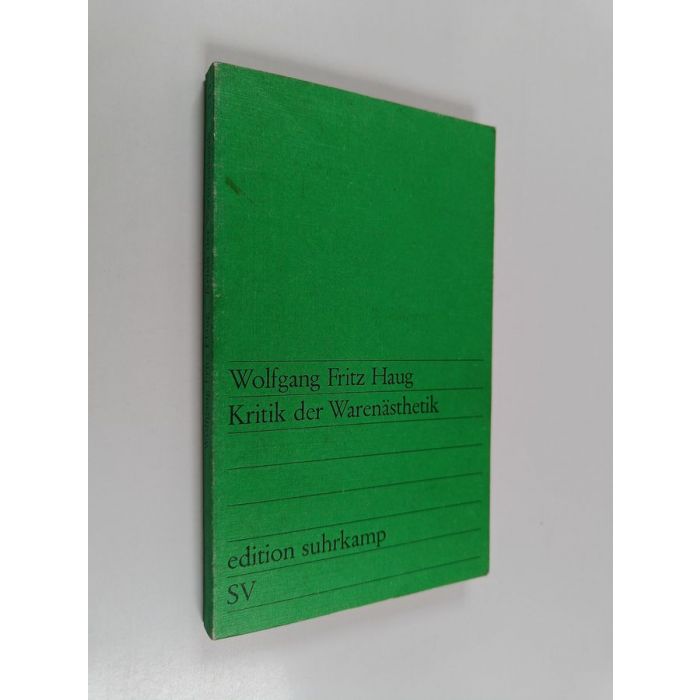 Wolfgang Fritz Haug
Kritik der Warenästhetik
edition suhrkamp
SV